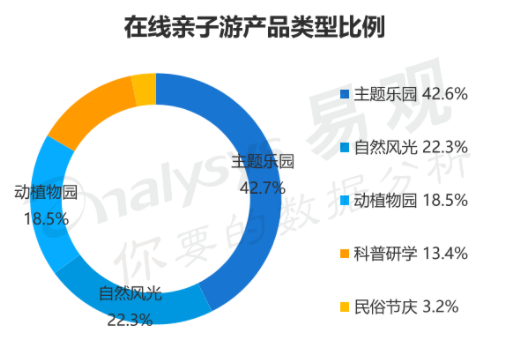 在线亲子游产品类型比例
主题乐园 42.6%
自然风光 22.3%
动植物园 18.5%
科普研学 13.4%
民俗节庆 3.2%
主题乐园
42.7%
动植物园
18.5%
自然风光
22.3%
analysys 易观
你要的数据分析